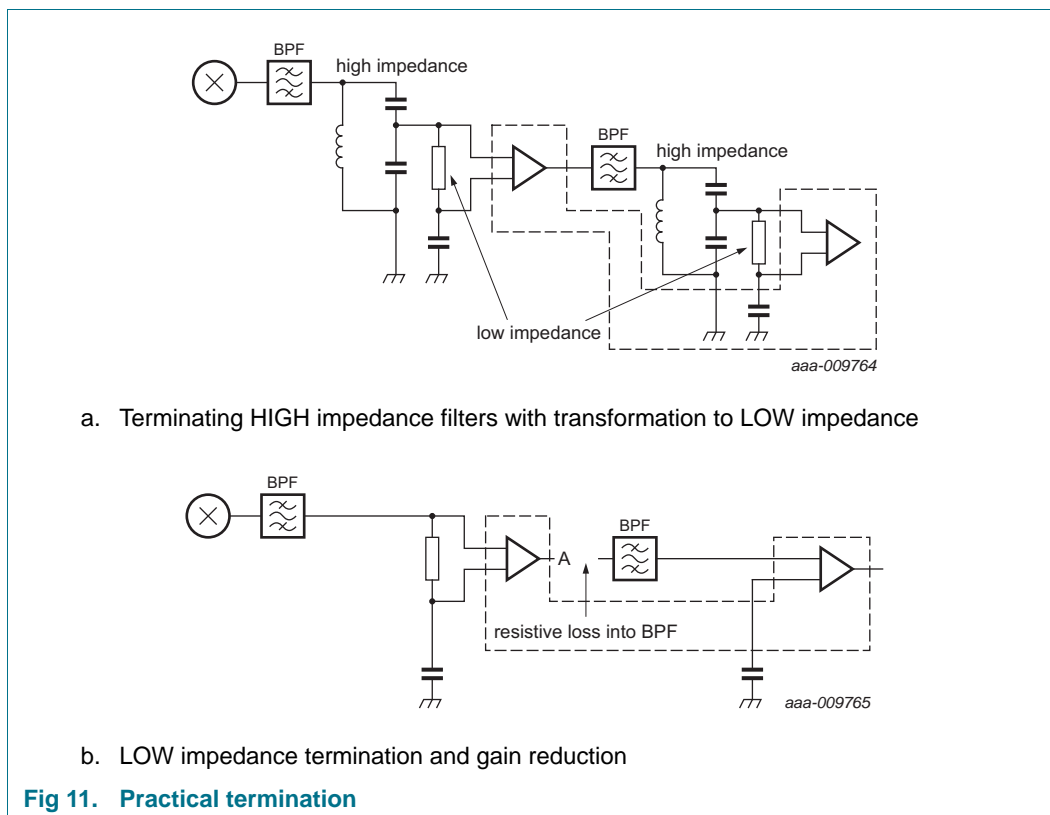 BPF
high impedance
BPF
high impedance
low impedance
aaa-009764
a. Terminating HIGH impedance filters with transformation to LOW impedance
BPF
BPF
A
resistive loss into BPF
aaa-009765
b. LOW impedance termination and gain reduction
Fig 11. Practical termination